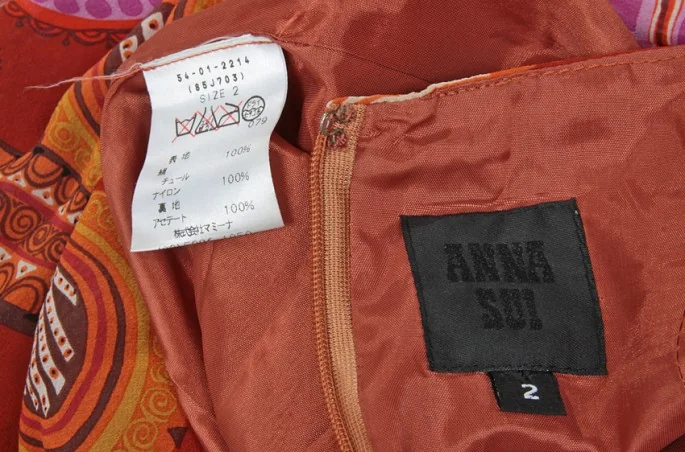 54-01-2214
(85J703)
SIZE 2
079
表地
絹 100%
チュール
ナイロン 100%
裏地
アセテート 100%
株式会社マミーナ
ANNA
SUI
2